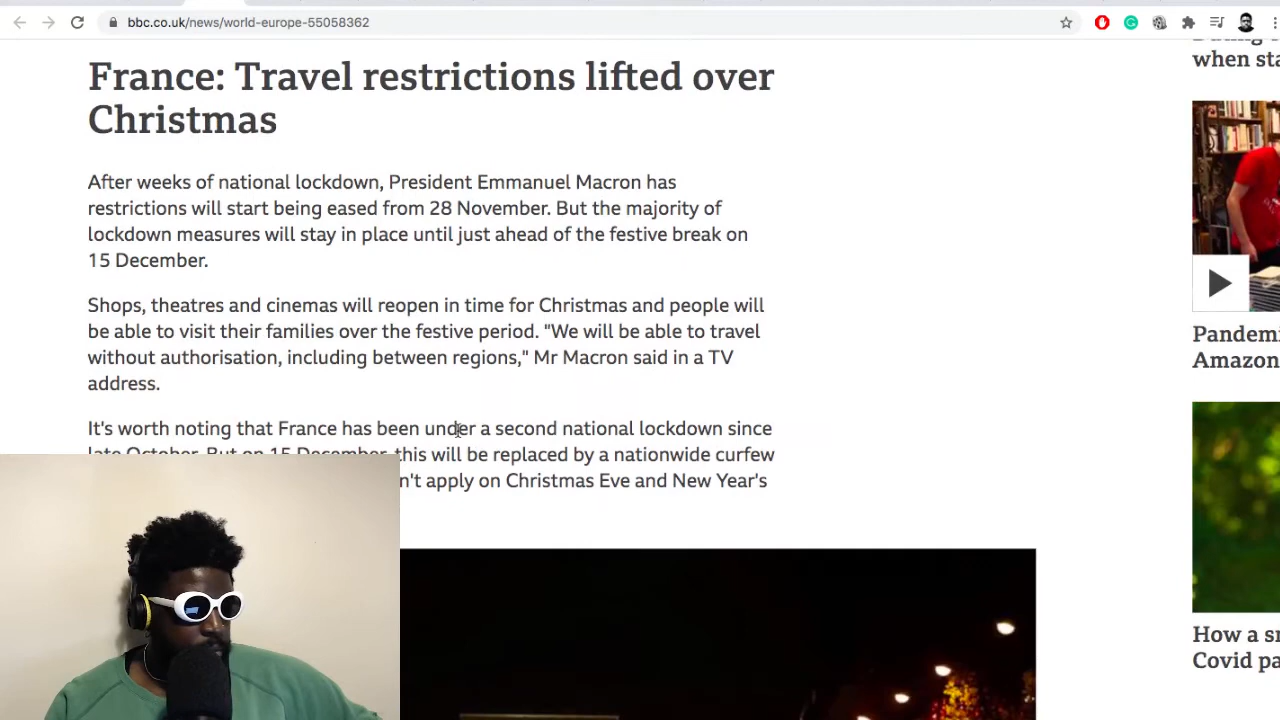 bbc.co.uk/news/world-europe-55058362
when sta
France: Travel restrictions lifted over
Christmas
After weeks of national lockdown, President Emmanuel Macron has
restrictions will start being eased from 28 November. But the majority of
lockdown measures will stay in place until just ahead of the festive break on
15 December.
Shops, theatres and cinemas will reopen in time for Christmas and people will
be able to visit their families over the festive period. "We will be able to travel
without authorisation, including between regions," Mr Macron said in a TV
address.
It's worth noting that France has been under a second national lockdown since
late October. But on 15 December, this will be replaced by a nationwide curfew
n't apply on Christmas Eve and New Year's
Pandemi
Amazon
How a sm
Covid pa